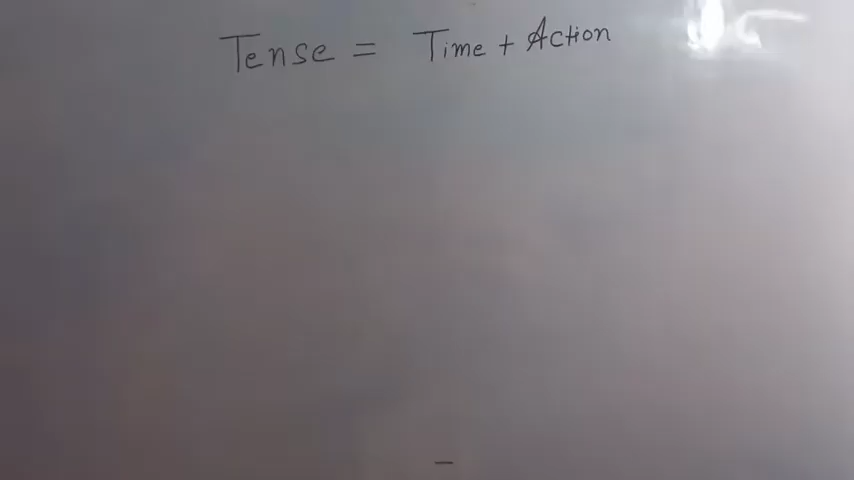 Tense = Time + Action